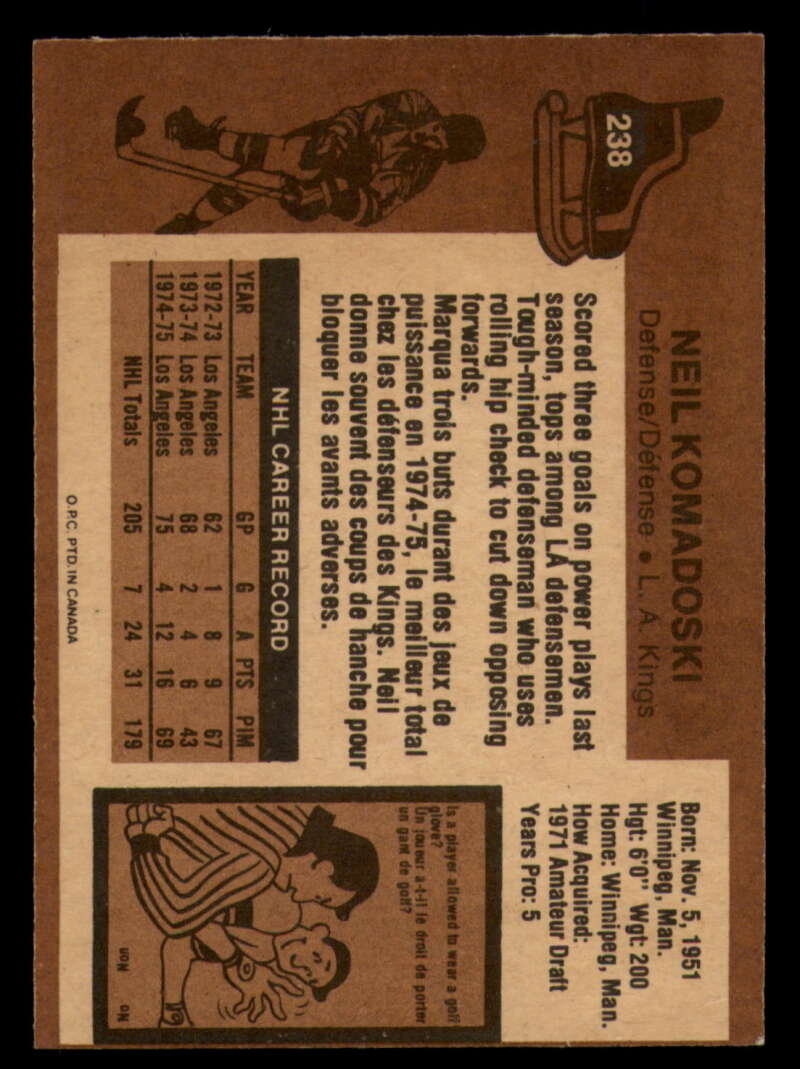 238
NEIL KOMADOSKI
Defense/Défense • L. A. Kings
Scored three goals on power plays last
season, tops among LA defensemen.
Tough-minded defenseman who uses
rolling hip check to cut down opposing
forwards.
Marqua trois buts durant des jeux de
puissance en 1974-75, le meilleur total
chez les défenseurs des Kings. Neil
donne souvent des coups de hanche pour
bloquer les avants adverses.
NHL CAREER RECORD
YEAR TEAM GP G A PTS PIM
1972-73 Los Angeles 62 1 8 9 67
1973-74 Los Angeles 68 2 4 6 43
1974-75 Los Angeles 75 4 12 16 69
NHL Totals 205 7 24 31 179
O.P.C. PTD. IN CANADA
Born: Nov. 5, 1951
Winnipeg, Man.
Hgt: 6'0" Wgt: 200
Home: Winnipeg, Man.
How Acquired:
1971 Amateur Draft
Years Pro: 5
Is a player allowed to wear a golf
glove?
Un joueur a-t-il le droit de porter
un gant de golf?
No
Non